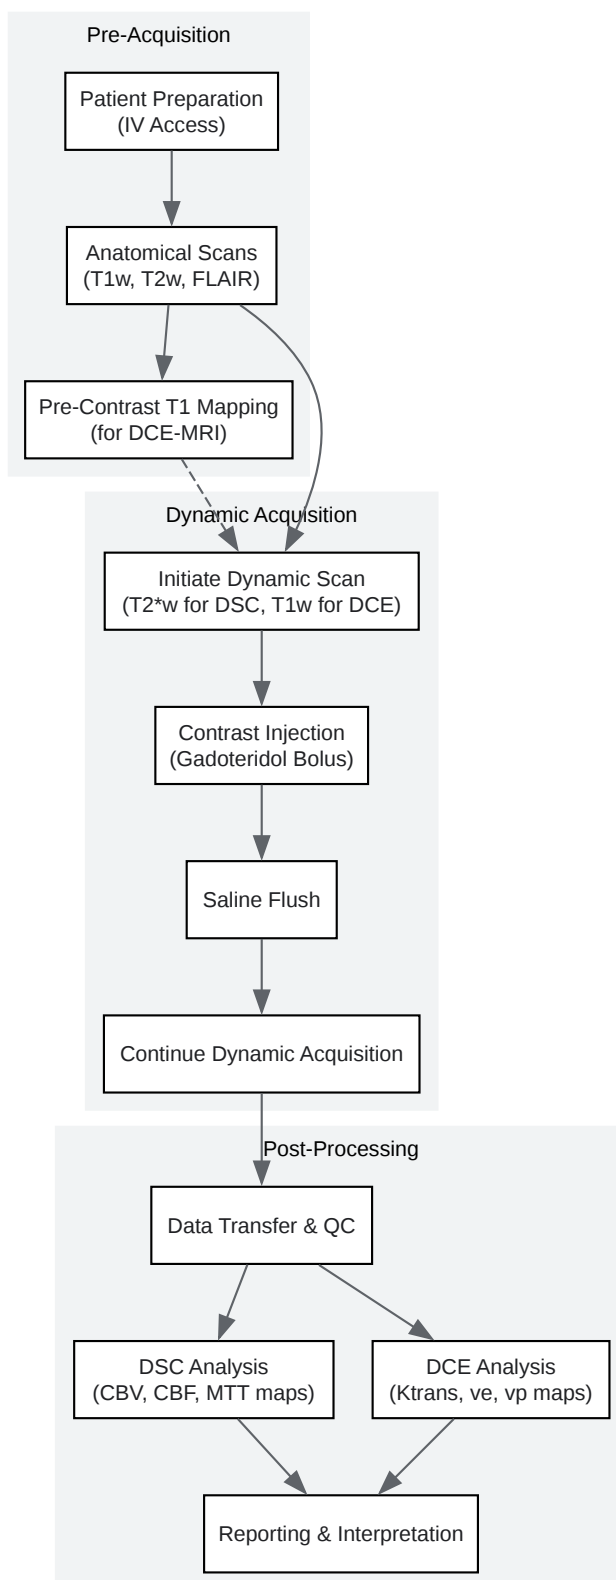 Pre-Acquisition
Patient Preparation
(IV Access)
Anatomical Scans
(T1w, T2w, FLAIR)
Pre-Contrast T1 Mapping
(for DCE-MRI)
Dynamic Acquisition
Initiate Dynamic Scan
(T2*w for DSC, T1w for DCE)
Contrast Injection
(Gadoteridol Bolus)
Saline Flush
Continue Dynamic Acquisition
Post-Processing
Data Transfer & QC
DSC Analysis
(CBV, CBF, MTT maps)
DCE Analysis
(Ktrans, ve, vp maps)
Reporting & Interpretation